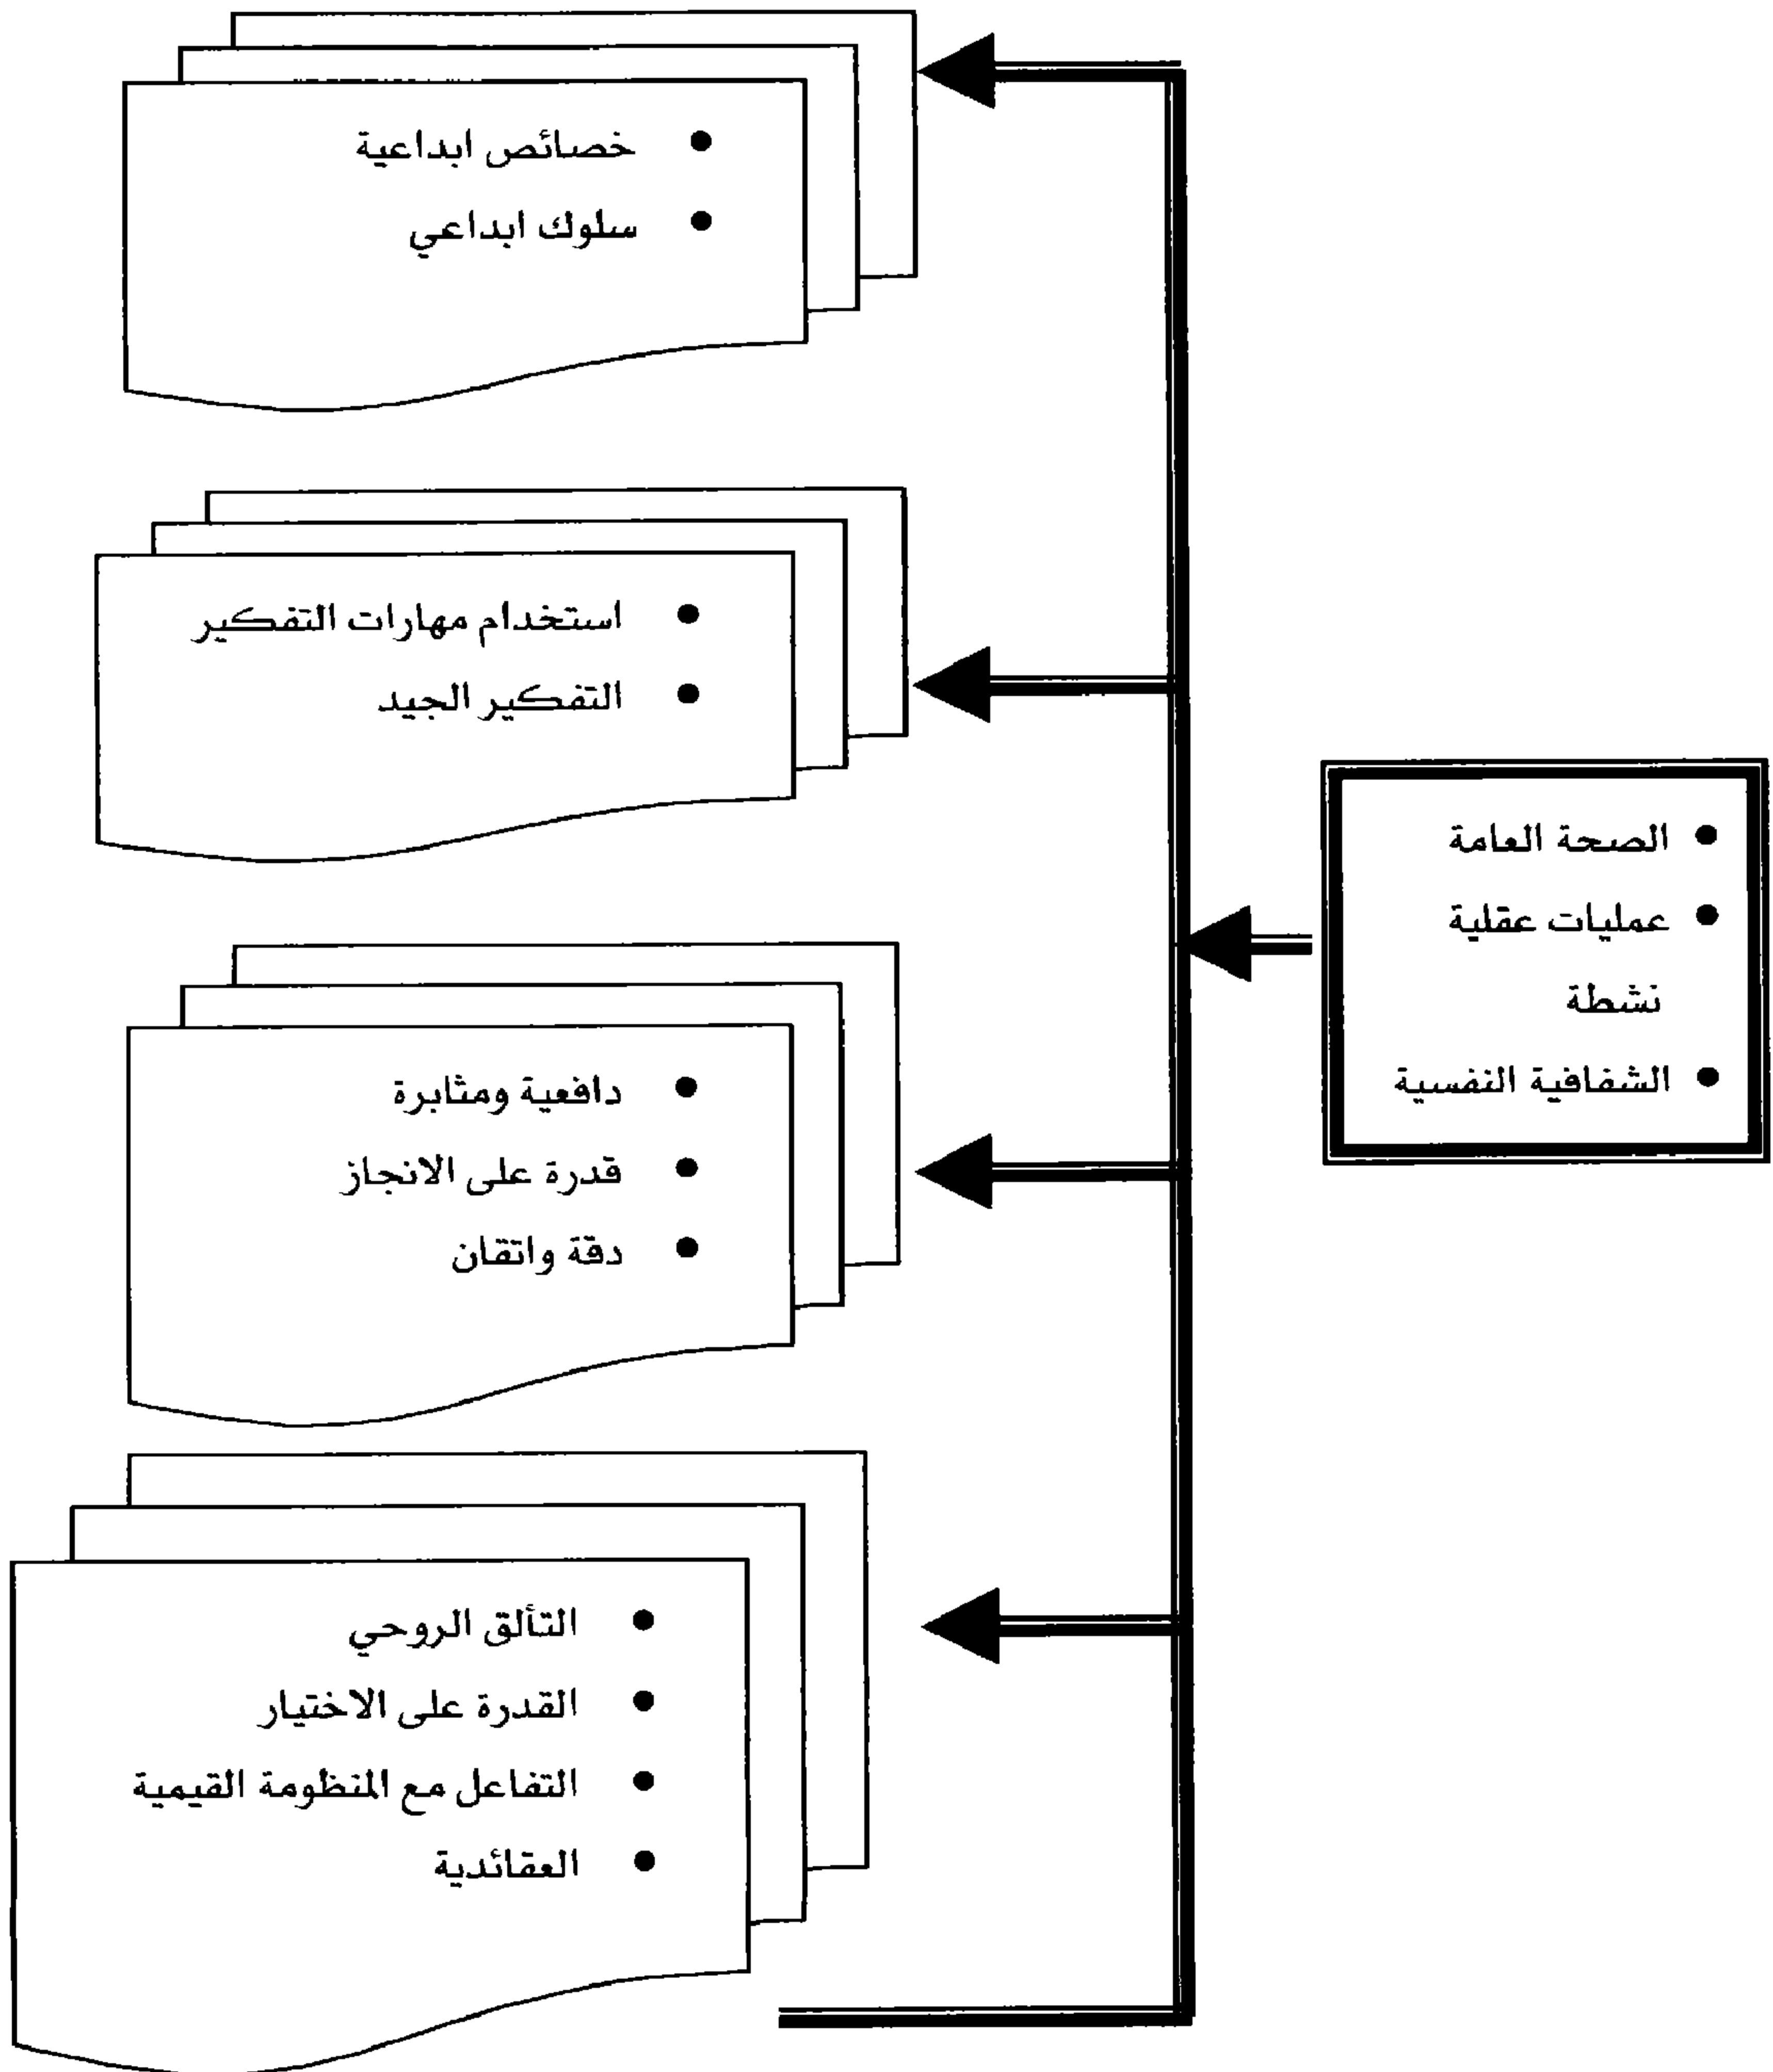 • الصحة العامة
• عمليات عقلية
نشطة
• الشفافية النفسية
• خصائص ابداعية
• سلوك ابداعي
• استخدام مهارات التفكير
• التفكير الجيد
• دافعية ومثابرة
• قدرة على الانجاز
• دقة واتقان
• التألق الروحي
• القدرة على الاختيار
• التفاعل مع المنظومة القيمية
• العقائدية